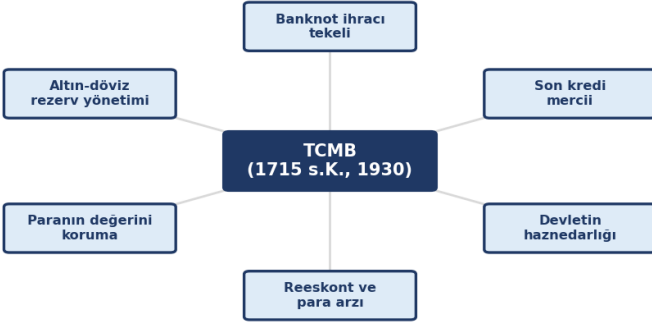 Banknot ihracı
tekeli
Altın-döviz
rezerv yönetimi
Son kredi
mercii
TCMB
(1715 s.K., 1930)
Paranın değerini
koruma
Devletin
haznedarlığı
Reeskont ve
para arzı